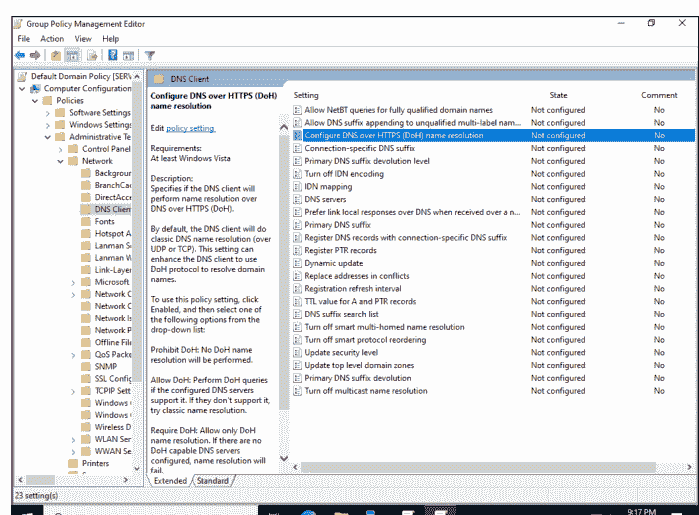 Group Policy Management Editor
File Action View Help
Default Domain Policy [SERV
Computer Configuration
Policies
Software Settings
Windows Settings
Administrative Te
Control Panel
Network
Backgroun
BranchCac
DirectAcce
DNS Clien
Fonts
Hotspot A
Lanman Se
Lanman W
Link-Layer
Microsoft
Network C
Network C
Network Is
Network P
Offline File
QoS Packe
SNMP
SSL Config
TCPIP Sett
Windows
Windows
Wireless D
WLAN Ser
WWAN Se
Printers
DNS Client
Configure DNS over HTTPS (DoH)
name resolution
Edit policy setting.
Requirements:
At least Windows Vista
Description:
Specifies if the DNS client will
perform name resolution over
DNS over HTTPS (DoH).
By default, the DNS client will do
classic DNS name resolution (over
UDP or TCP). This setting can
enhance the DNS client to use
DoH protocol to resolve domain
names.
To use this policy setting, click
Enabled, and then select one of
the following options from the
drop-down list:
Prohibit DoH: No DoH name
resolution will be performed.
Allow DoH: Perform DoH queries
if the configured DNS servers
support it. If they don't support it,
try classic name resolution.
Require DoH: Allow only DoH
name resolution. If there are no
DoH capable DNS servers
configured, name resolution will
fail.
Setting State Comment
Allow NetBT queries for fully qualified domain names Not configured No
Allow DNS suffix appending to unqualified multi-label nam... Not configured No
Configure DNS over HTTPS (DoH) name resolution Not configured No
Connection-specific DNS suffix Not configured No
Primary DNS suffix devolution level Not configured No
Turn off IDN encoding Not configured No
IDN mapping Not configured No
DNS servers Not configured No
Prefer link local responses over DNS when received over a n... Not configured No
Primary DNS suffix Not configured No
Register DNS records with connection-specific DNS suffix Not configured No
Register PTR records Not configured No
Dynamic update Not configured No
Replace addresses in conflicts Not configured No
Registration refresh interval Not configured No
TTL value for A and PTR records Not configured No
DNS suffix search list Not configured No
Turn off smart multi-homed name resolution Not configured No
Turn off smart protocol reordering Not configured No
Update security level Not configured No
Update top level domain zones Not configured No
Primary DNS suffix devolution Not configured No
Turn off multicast name resolution Not configured No
Extended Standard
23 setting(s)
9:17 PM